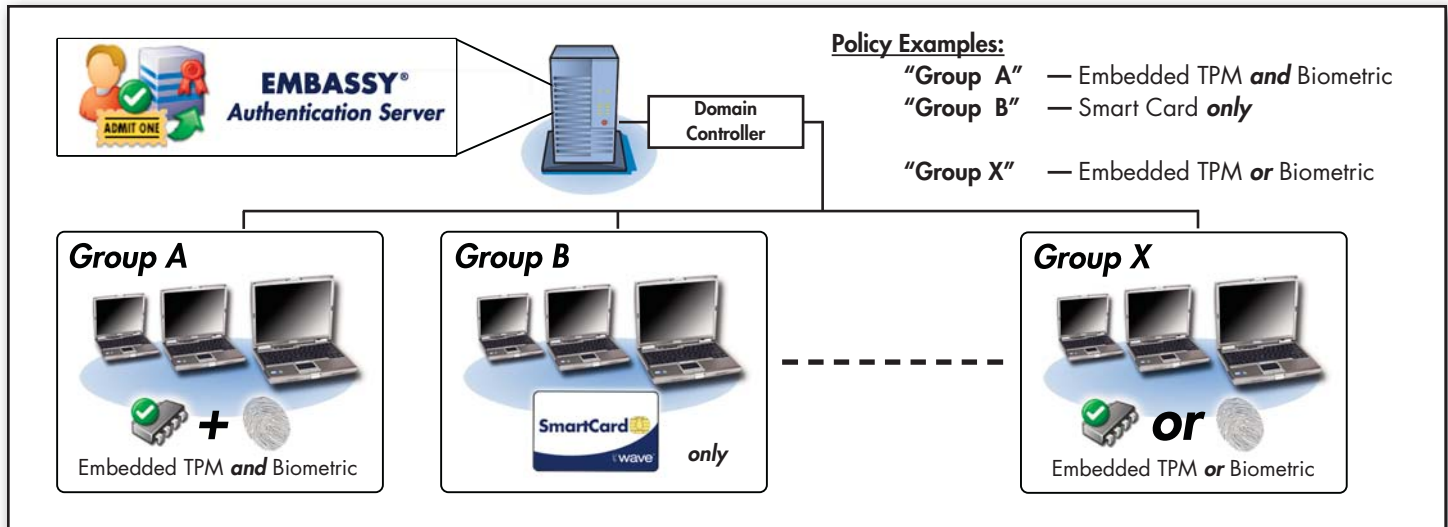 EMBASSY®
Authentication Server
ADMIT ONE
Domain
Controller
Policy Examples:
"Group A" — Embedded TPM and Biometric
"Group B" — Smart Card only
"Group X" — Embedded TPM or Biometric
Group A
+
Embedded TPM and Biometric
Group B
SmartCard
wave
only
Group X
or
Embedded TPM or Biometric